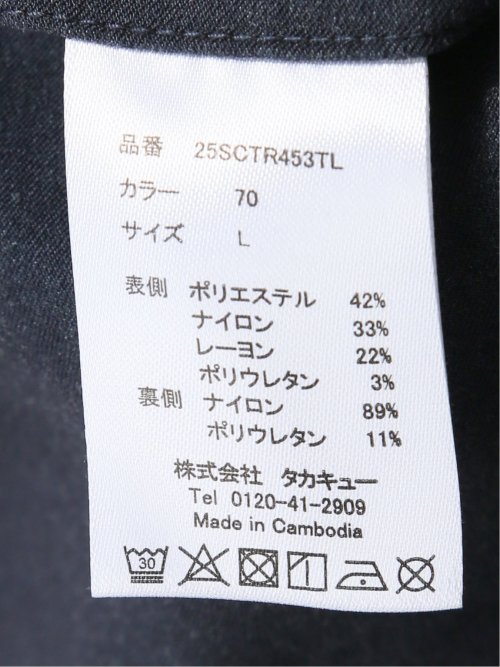 品番 25SCTR453TL
カラー 70
サイズ L
表側 ポリエステル 42%
ナイロン 33%
レーヨン 22%
ポリウレタン 3%
裏側 ナイロン 89%
ポリウレタン 11%
株式会社 タカキュー
Tel 0120-41-2909
Made in Cambodia
30